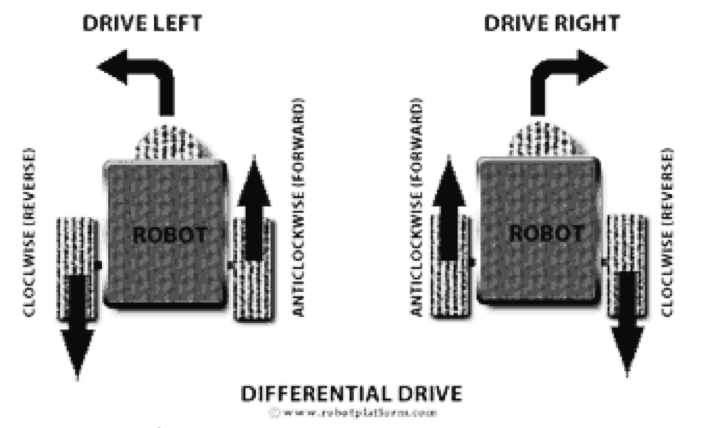 DRIVE LEFT
DRIVE RIGHT
CLOCLWISE (REVERSE)
ROBOT
ANTICLOCKWISE (FORWARD)
ANTICLOCKWISE (FORWARD)
ROBOT
CLOCLWISE (REVERSE)
DIFFERENTIAL DRIVE
© www.robotplatform.com